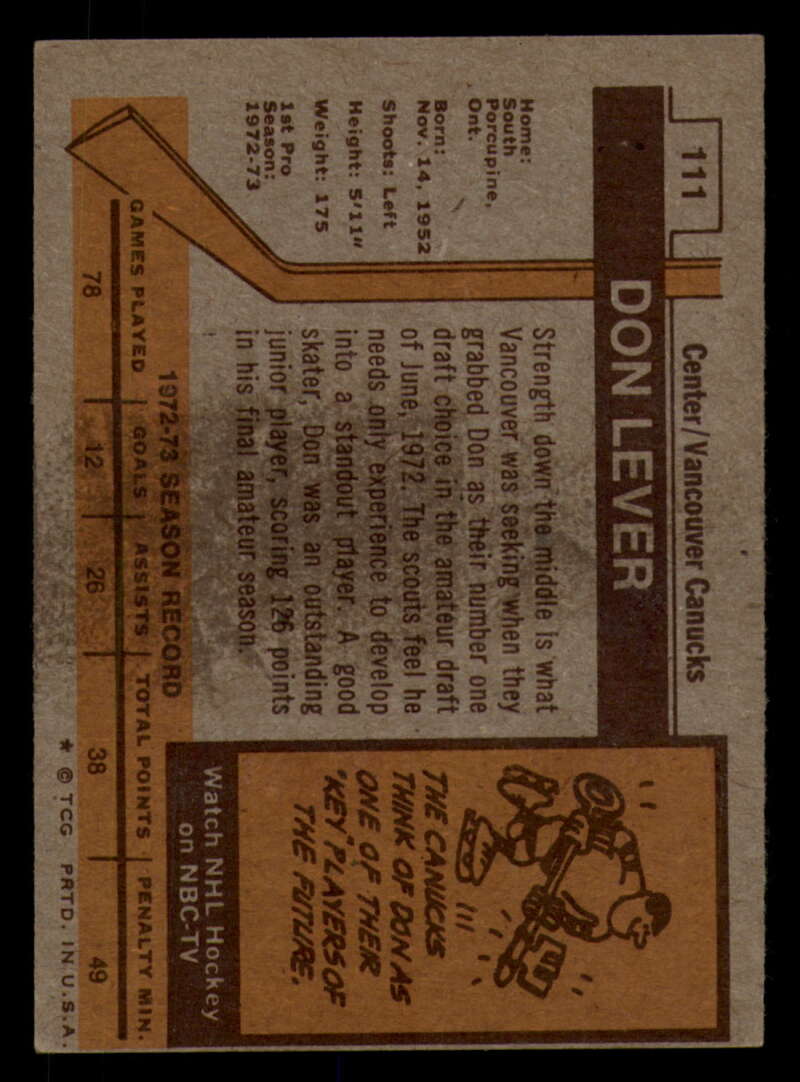 111
Center/Vancouver Canucks
DON LEVER
Home:
South
Porcupine,
Ont.
Born:
Nov. 14, 1952
Shoots: Left
Height: 5'11"
Weight: 175
1st Pro
Season:
1972-73
Strength down the middle is what
Vancouver was seeking when they
grabbed Don as their number one
draft choice in the amateur draft
of June, 1972. The scouts feel he
needs only experience to develop
into a standout player. A good
skater, Don was an outstanding
junior player, scoring 126 points
in his final amateur season.
THE CANUCKS
THINK OF DON AS
ONE OF THEIR
"KEY" PLAYERS OF
THE FUTURE.
Watch NHL Hockey
on NBC-TV
1972-73 SEASON RECORD
GAMES PLAYED GOALS ASSISTS TOTAL POINTS PENALTY MIN.
78 12 26 38 49
* © TCG PRTD. IN U.S.A.